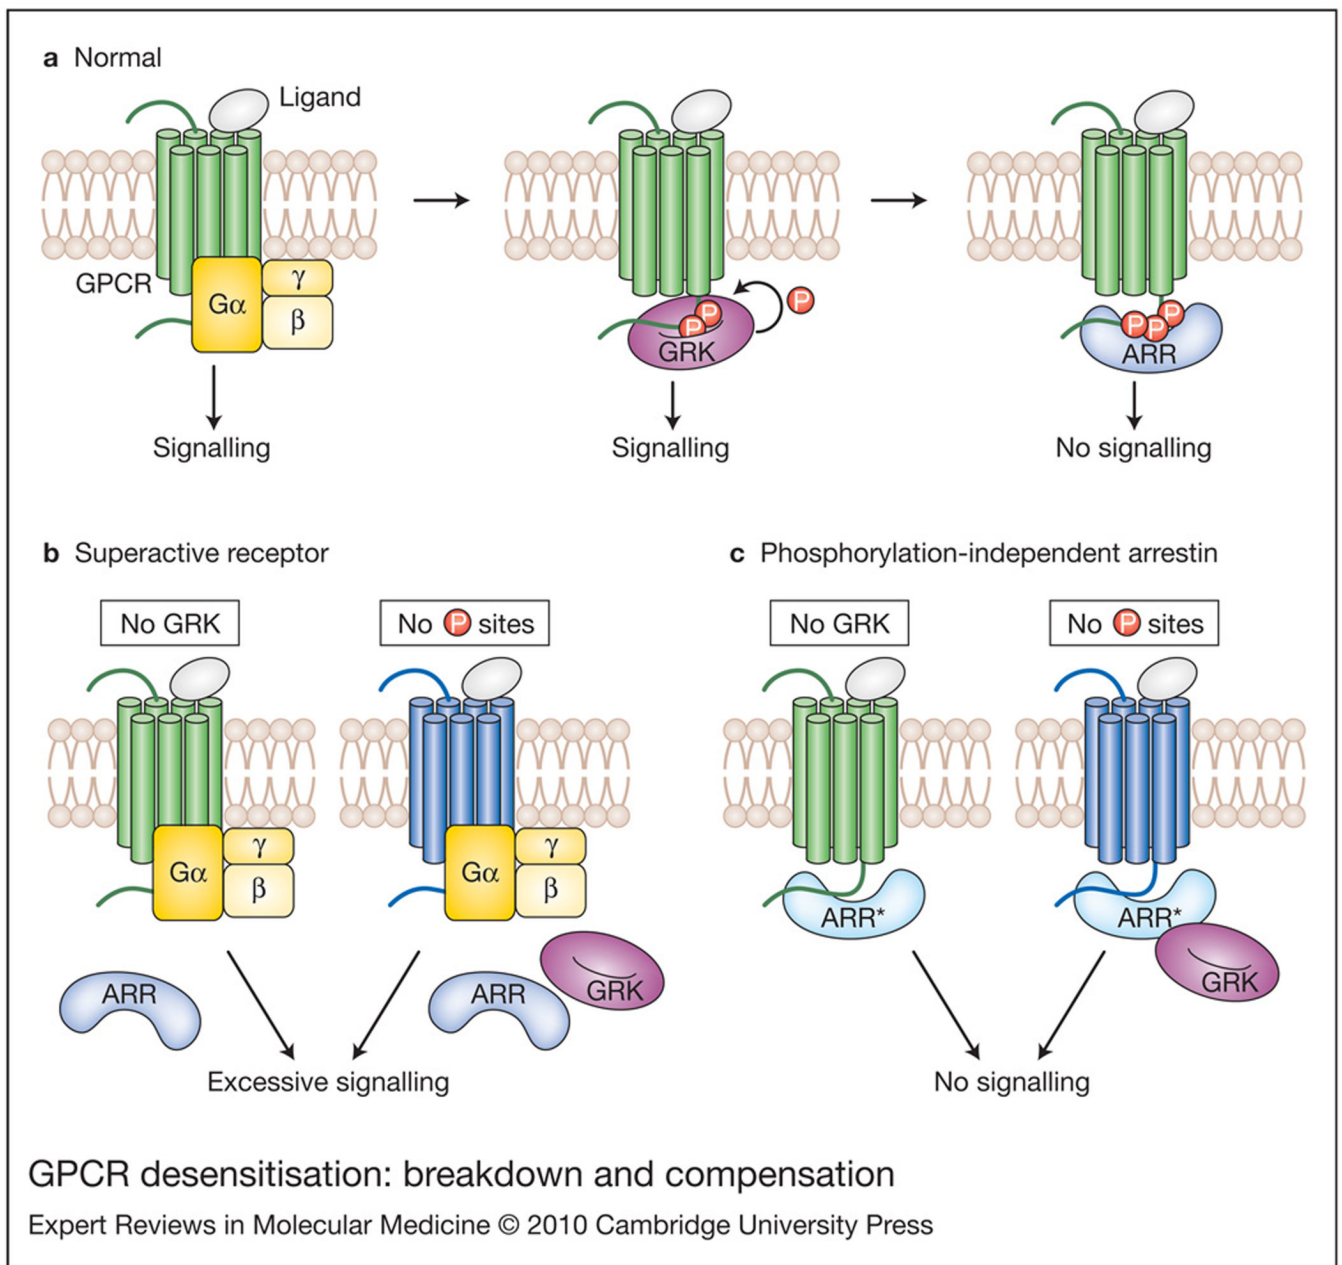 a Normal
Ligand
GPCR
Gα
γ
β
Signalling
P
P
P
GRK
Signalling
P
P
P
ARR
No signalling
b Superactive receptor
No GRK
No P sites
Gα
γ
β
Gα
γ
β
ARR
ARR
GRK
Excessive signalling
c Phosphorylation-independent arrestin
No GRK
No P sites
ARR*
ARR*
GRK
No signalling
GPCR desensitisation: breakdown and compensation
Expert Reviews in Molecular Medicine © 2010 Cambridge University Press